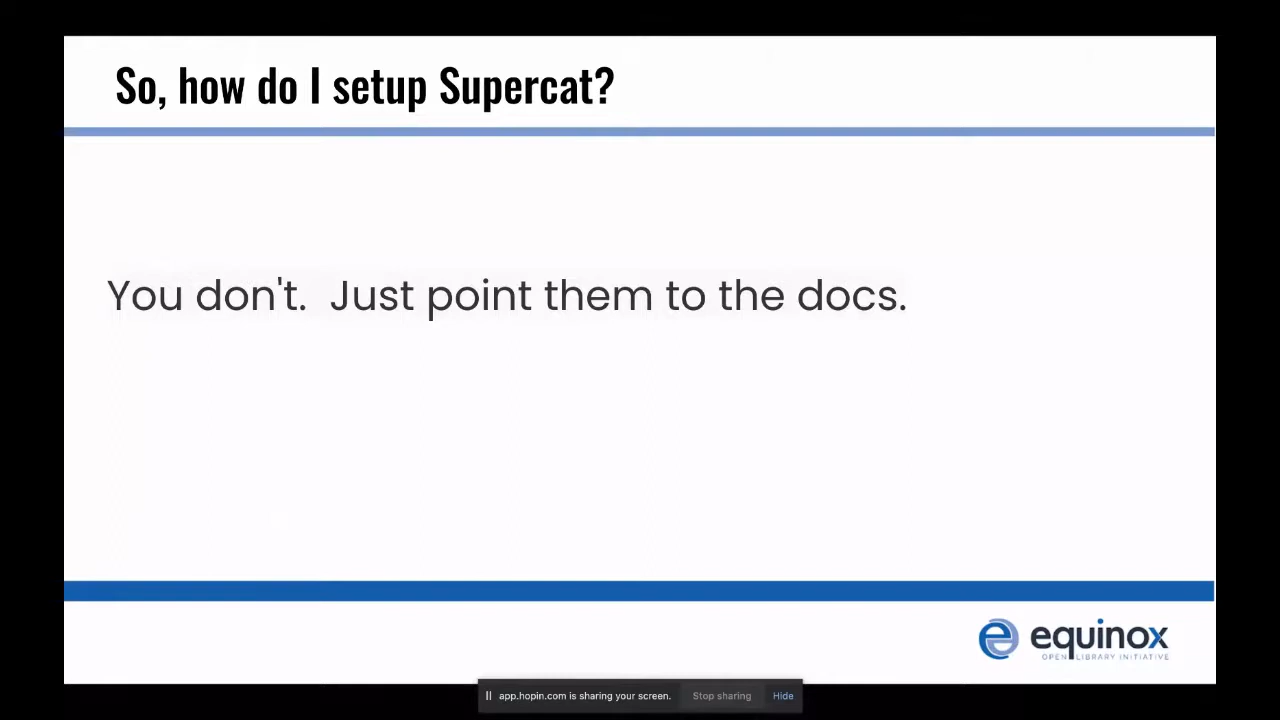 So, how do I setup Supercat?
You don't.  Just point them to the docs.
equinox
OPEN LIBRARY INITIATIVE
app.hopin.com is sharing your screen. Stop sharing Hide